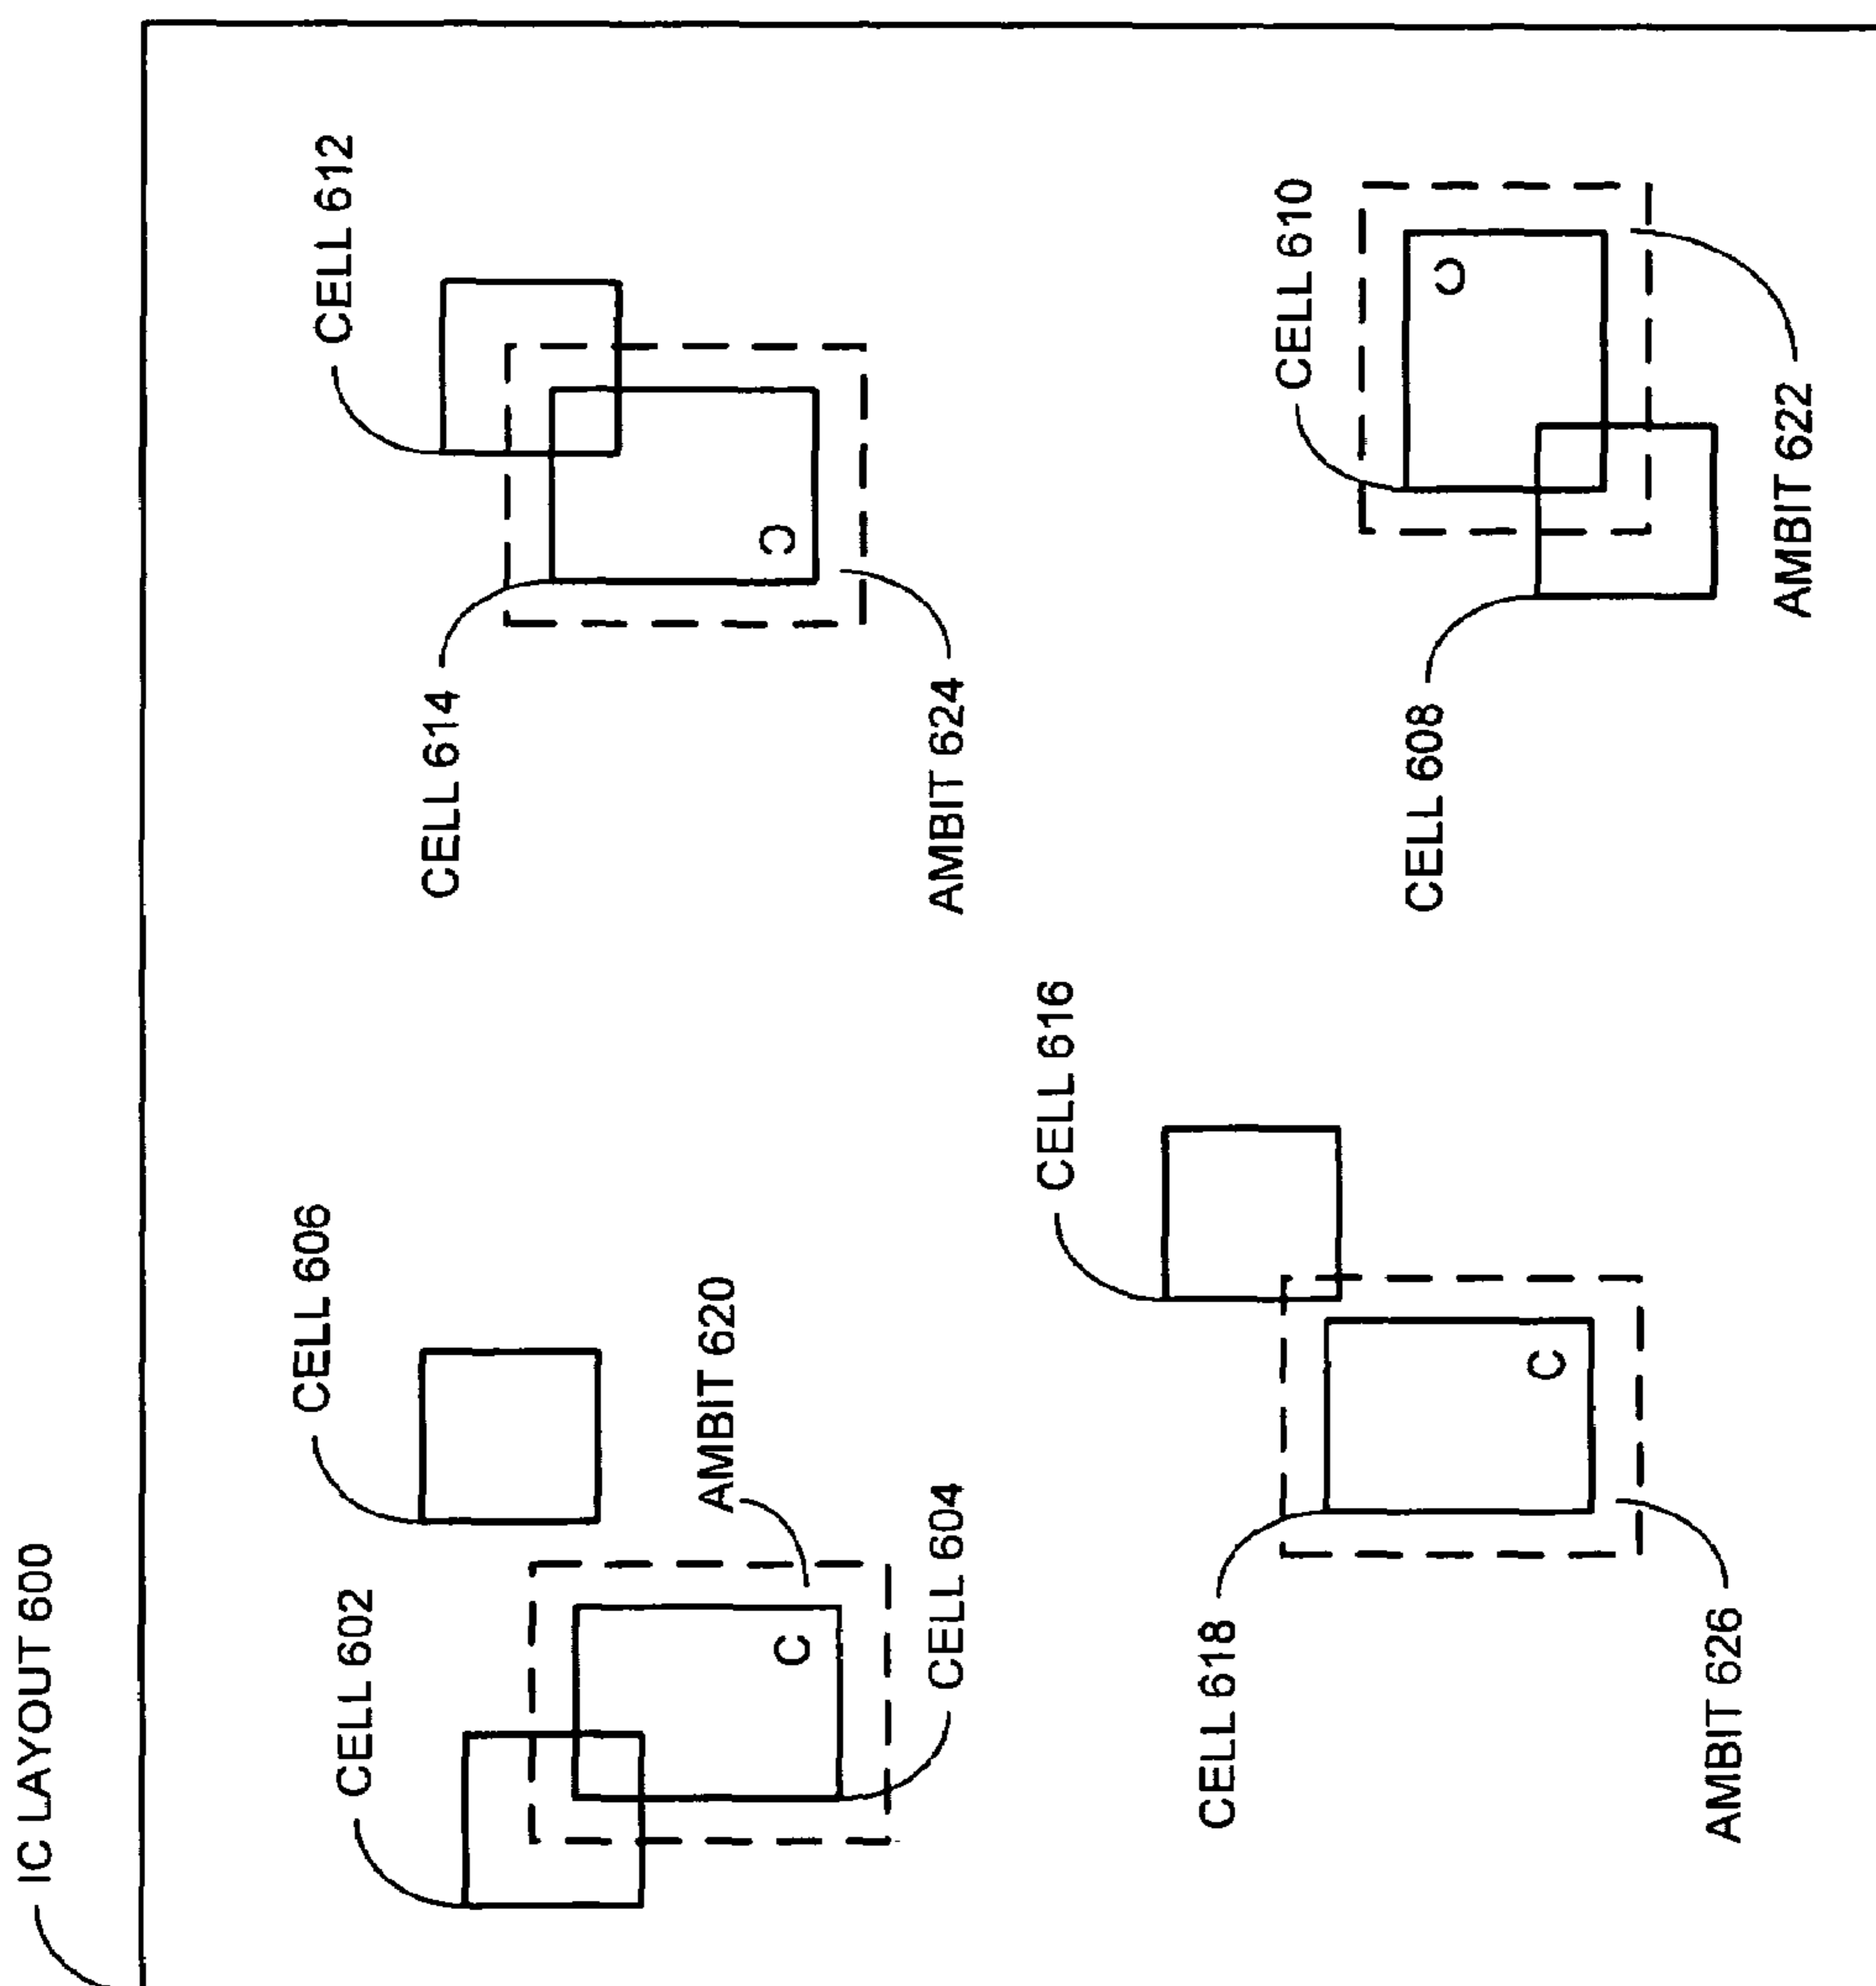 IC LAYOUT 600
CELL 602
CELL 606
CELL 612
CELL 614
AMBIT 620
C
C
CELL 604
AMBIT 624
CELL 616
CELL 618
CELL 610
CELL 608
C
C
AMBIT 626
AMBIT 622